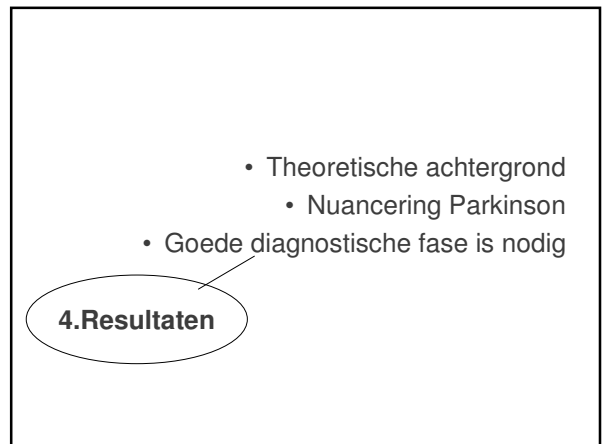 • Theoretische achtergrond
• Nuancering Parkinson
• Goede diagnostische fase is nodig
4.Resultaten